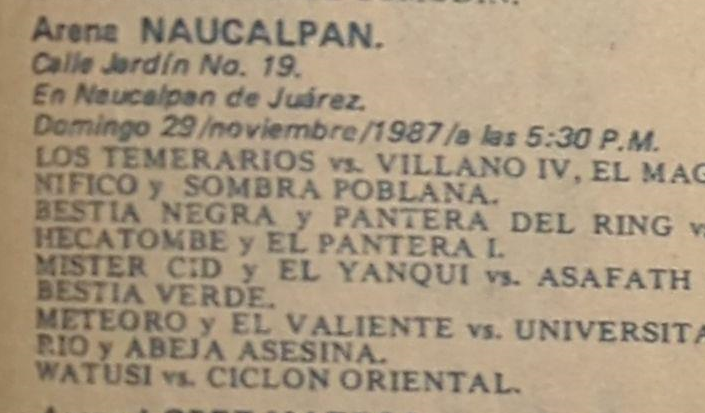 Arena NAUCALPAN.
Calle Jardín No. 19.
En Naucalpan de Juárez.
Domingo 29/noviembre/1987/a las 5:30 P.M.
LOS TEMERARIOS vs. VILLANO IV, EL MAG
NIFICO y SOMBRA POBLANA.
BESTIA NEGRA y PANTERA DEL RING v
HECATOMBE y EL PANTERA I.
MISTER CID y EL YANQUI vs. ASAFATH
BESTIA VERDE.
METEORO y EL VALIENTE vs. UNIVERSITA
RIO y ABEJA ASESINA.
WATUSI vs. CICLON ORIENTAL.